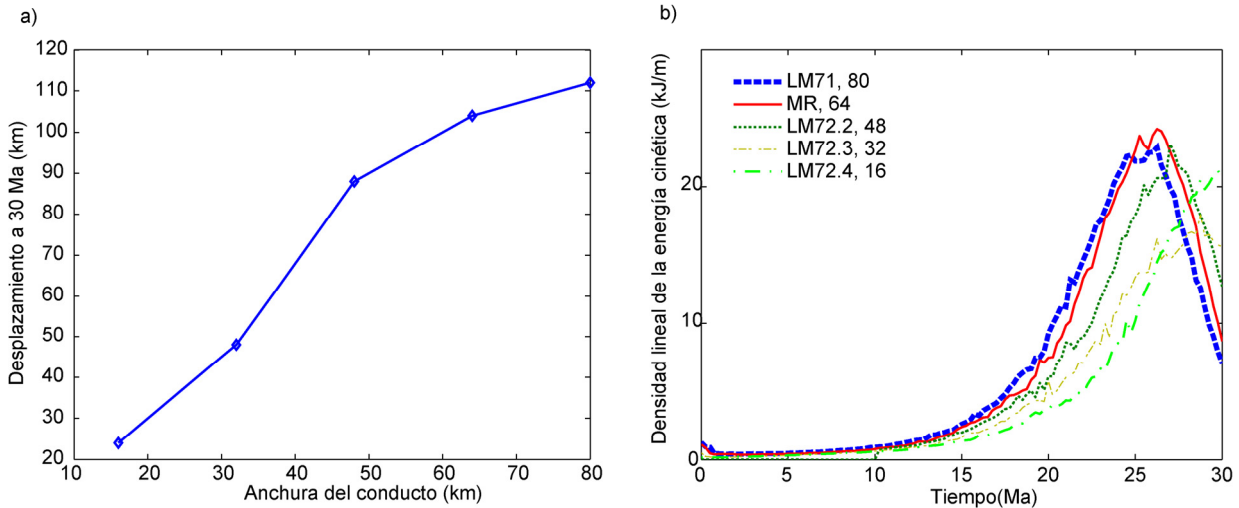 a)
Desplazamiento a 30 Ma (km)
120
110
100
90
80
70
60
50
40
30
20
10
20
30
40
50
60
70
80
Anchura del conducto (km)
b)
Densidad lineal de la energía cinética (kJ/m)
LM71, 80
MR, 64
LM72.2, 48
LM72.3, 32
LM72.4, 16
20
10
0
0
5
10
15
20
25
30
Tiempo(Ma)